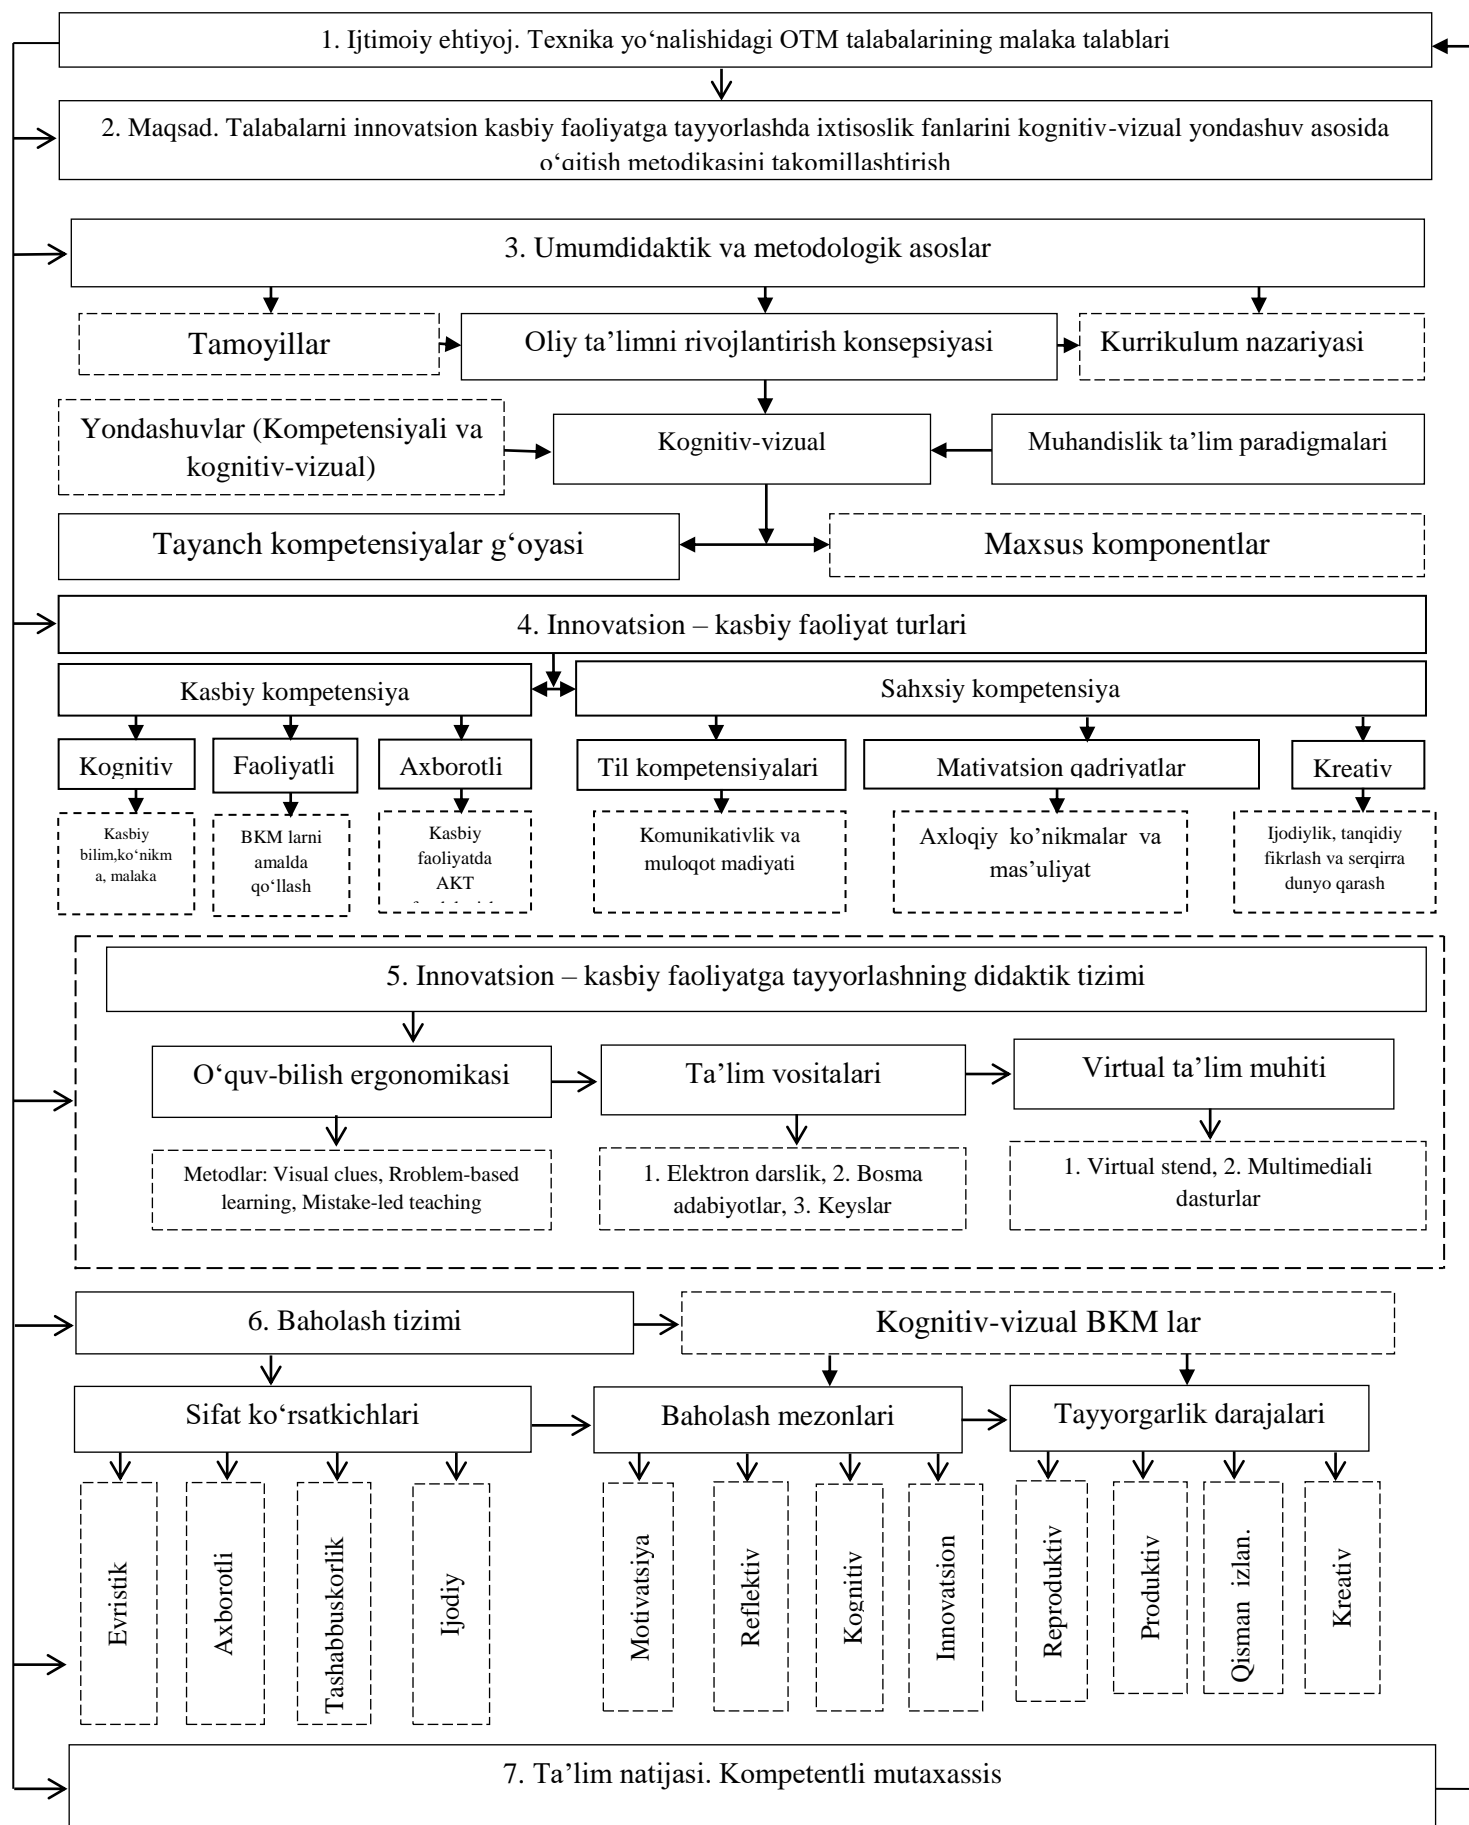 1. Ijtimoiy ehtiyoj. Texnika yo‘nalishidagi OTM talabalarining malaka talablari
2. Maqsad. Talabalarni innovatsion kasbiy faoliyatga tayyorlashda ixtisoslik fanlarini kognitiv-vizual yondashuv asosida
o‘qitish metodikasini takomillashtirish
3. Umumdidaktik va metodologik asoslar
Tamoyillar
Oliy ta’limni rivojlantirish konsepsiyasi
Kurrikulum nazariyasi
Yondashuvlar (Kompetensiyali va
kognitiv-vizual)
Kognitiv-vizual
Muhandislik ta’lim paradigmalari
Tayanch kompetensiyalar g‘oyasi
Maxsus komponentlar
4. Innovatsion – kasbiy faoliyat turlari
Kasbiy kompetensiya
Sahxsiy kompetensiya
Kognitiv
Faoliyatli
Axborotli
Til kompetensiyalari
Mativatsion qadriyatlar
Kreativ
Kasbiy
bilim,ko‘nikm
a, malaka
BKM larni
amalda
qo‘llash
Kasbiy
faoliyatda
AKT
Komunikativlik va
muloqot madiyati
Axloqiy ko’nikmalar va
mas’uliyat
Ijodiylik, tanqidiy
fikrlash va serqirra
dunyo qarash
5. Innovatsion – kasbiy faoliyatga tayyorlashning didaktik tizimi
O‘quv-bilish ergonomikasi
Ta’lim vositalari
Virtual ta’lim muhiti
Metodlar: Visual clues, Rroblem-based
learning, Mistake-led teaching
1. Elektron darslik, 2. Bosma
adabiyotlar, 3. Keyslar
1. Virtual stend, 2. Multimediali
dasturlar
6. Baholash tizimi
Kognitiv-vizual BKM lar
Sifat ko‘rsatkichlari
Baholash mezonlari
Tayyorgarlik darajalari
Evristik
Axborotli
Tashabbuskorlik
Ijodiy
Motivatsiya
Reflektiv
Kognitiv
Innovatsion
Reproduktiv
Produktiv
Qisman izlan.
Kreativ
7. Ta’lim natijasi. Kompetentli mutaxassis